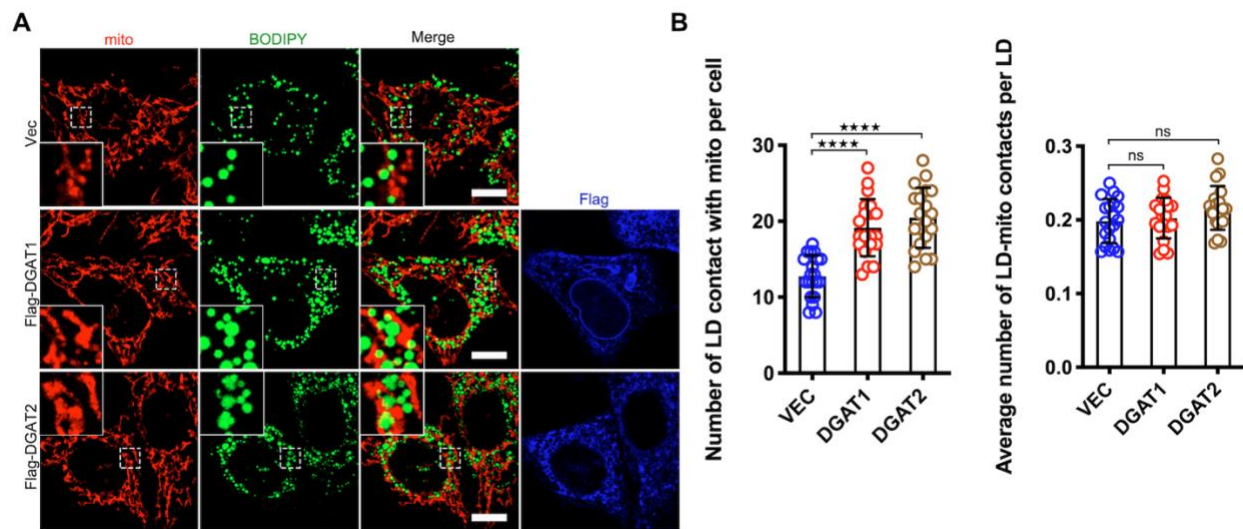 A
mito
BODIPY
Merge
Vec
Flag-DGAT1
Flag
Flag-DGAT2
B
Number of LD contact with mito per cell
★★★★
★★★★
30
20
10
0
VEC
DGAT1
DGAT2
Average number of LD-mito contacts per LD
ns
ns
0.3
0.2
0.1
0.0
VEC
DGAT1
DGAT2